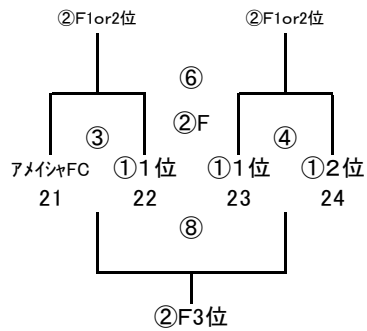 ②F1or2位 ②F1or2位
⑥
②F
③ ④
アメイシャFC ①1位 ①1位 ①2位
21 22 23 24
⑧
②F3位